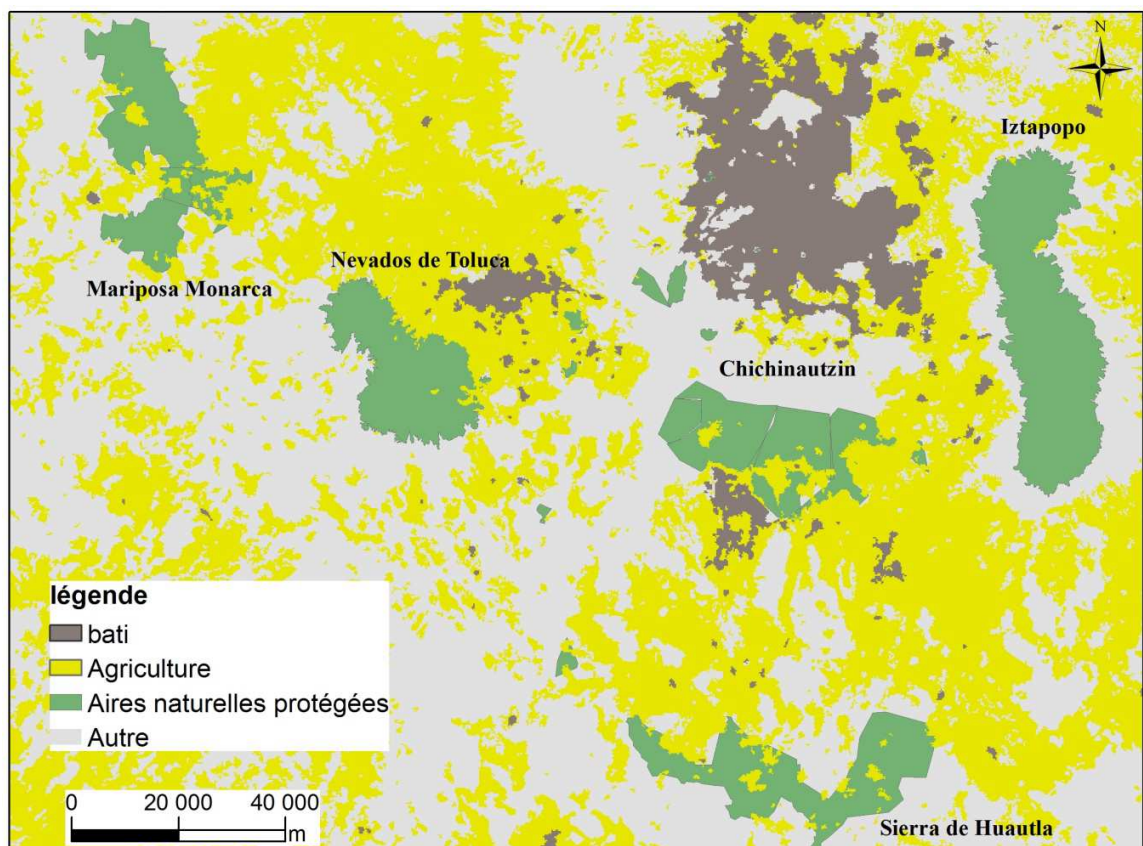 N
Iztapopo
Nevados de Toluca
Mariposa Monarca
Chichinautzin
légende
bati
Agriculture
Aires naturelles protégées
Autre
0 20 000 40 000
m
Sierra de Huautla